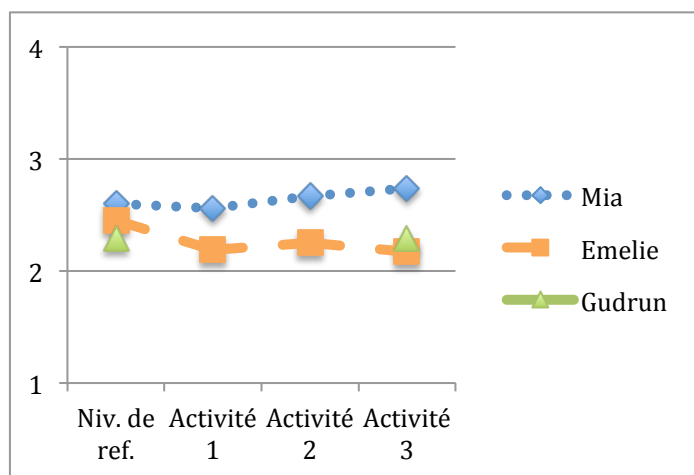 4
3
2
1
Niv. de ref.
Activité 1
Activité 2
Activité 3
Mia
Emelie
Gudrun